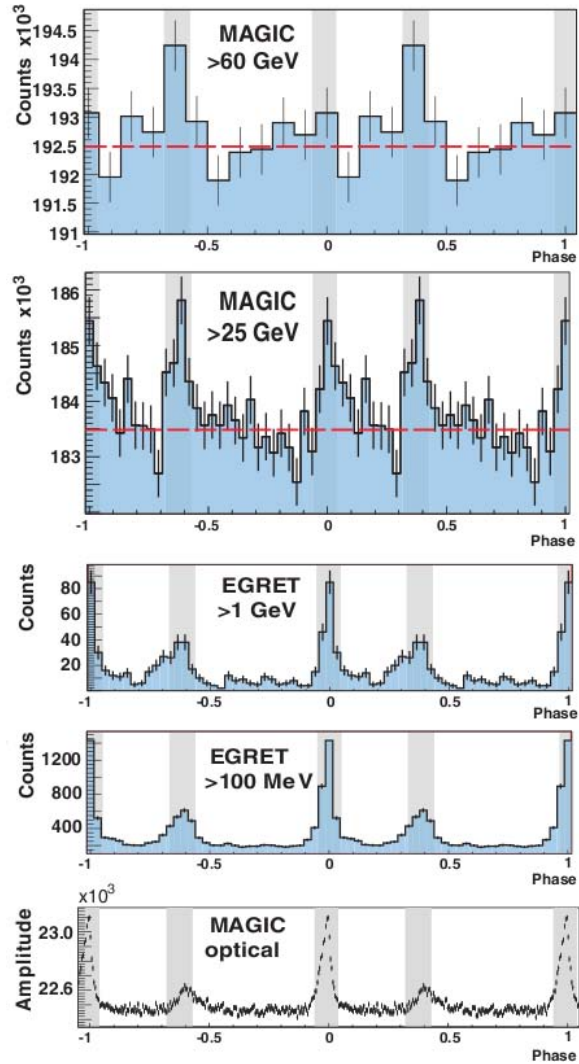 Counts x10³
194.5
194
193.5
193
192.5
192
191.5
191
MAGIC
>60 GeV
-1 -0.5 0 0.5 1
Phase
Counts x10³
186
185
184
183
MAGIC
>25 GeV
-1 -0.5 0 0.5 1
Phase
Counts
80
60
40
20
EGRET
>1 GeV
-1 -0.5 0 0.5 1
Phase
Counts
1200
800
400
EGRET
>100 MeV
-1 -0.5 0 0.5 1
Phase
x10³
Amplitude
23.0
22.6
MAGIC
optical
-1 -0.5 0 0.5 1
Phase